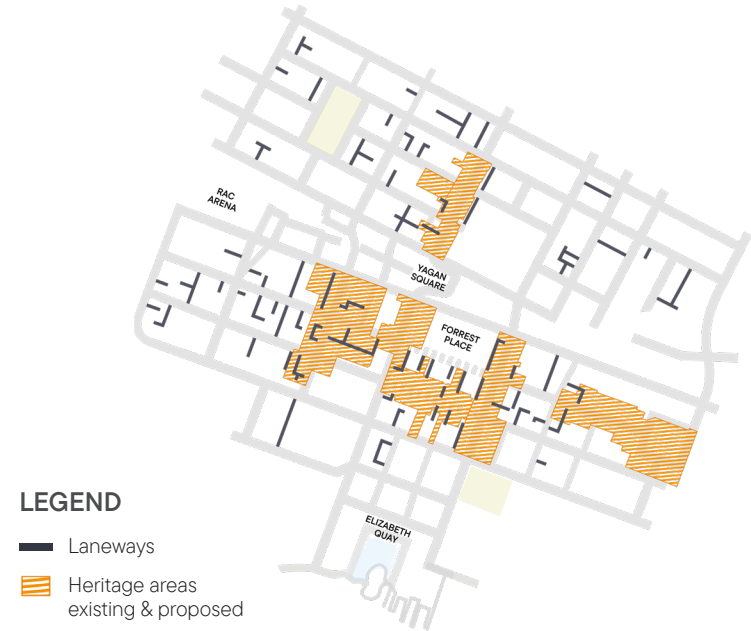 RAC
ARENA
YAGAN
SQUARE
FORREST
PLACE
ELIZABETH
QUAY
LEGEND
Laneways
Heritage areas
existing & proposed